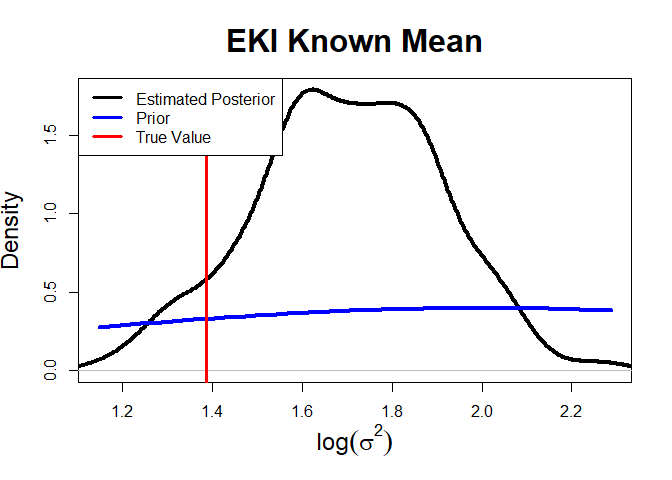 EKI Known Mean
Estimated Posterior
Prior
True Value
Density
0.0
0.5
1.0
1.5
1.2 1.4 1.6 1.8 2.0 2.2
log(σ²)